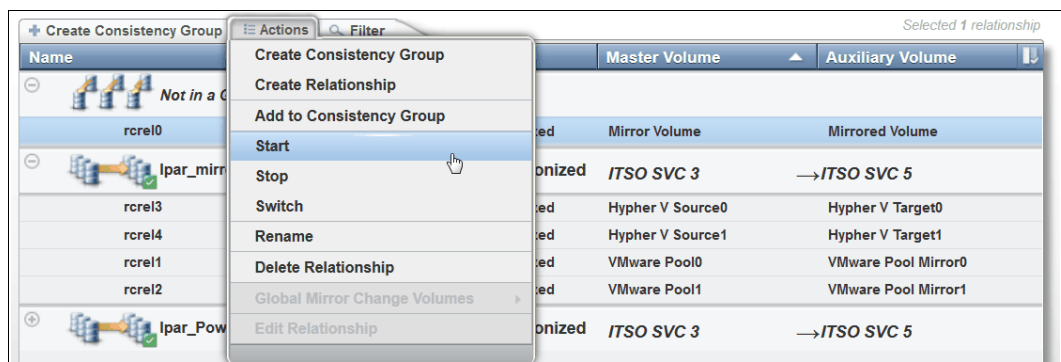 Create Consistency Group Actions Filter Selected 1 relationship
Name Master Volume Auxiliary Volume
Create Consistency Group
Create Relationship
Not in a
Add to Consistency Group
rcrel0 Mirror Volume Mirrored Volume
Start
lpar_mirr onized ITSO SVC 3 →ITSO SVC 5
Stop
Switch
rcrel3 Hypher V Source0 Hypher V Target0
rcrel4 Hypher V Source1 Hypher V Target1
Rename
rcrel1 VMware Pool0 VMware Pool Mirror0
Delete Relationship
rcrel2 VMware Pool1 VMware Pool Mirror1
Global Mirror Change Volumes
Edit Relationship
lpar_Pow onized ITSO SVC 3 →ITSO SVC 5